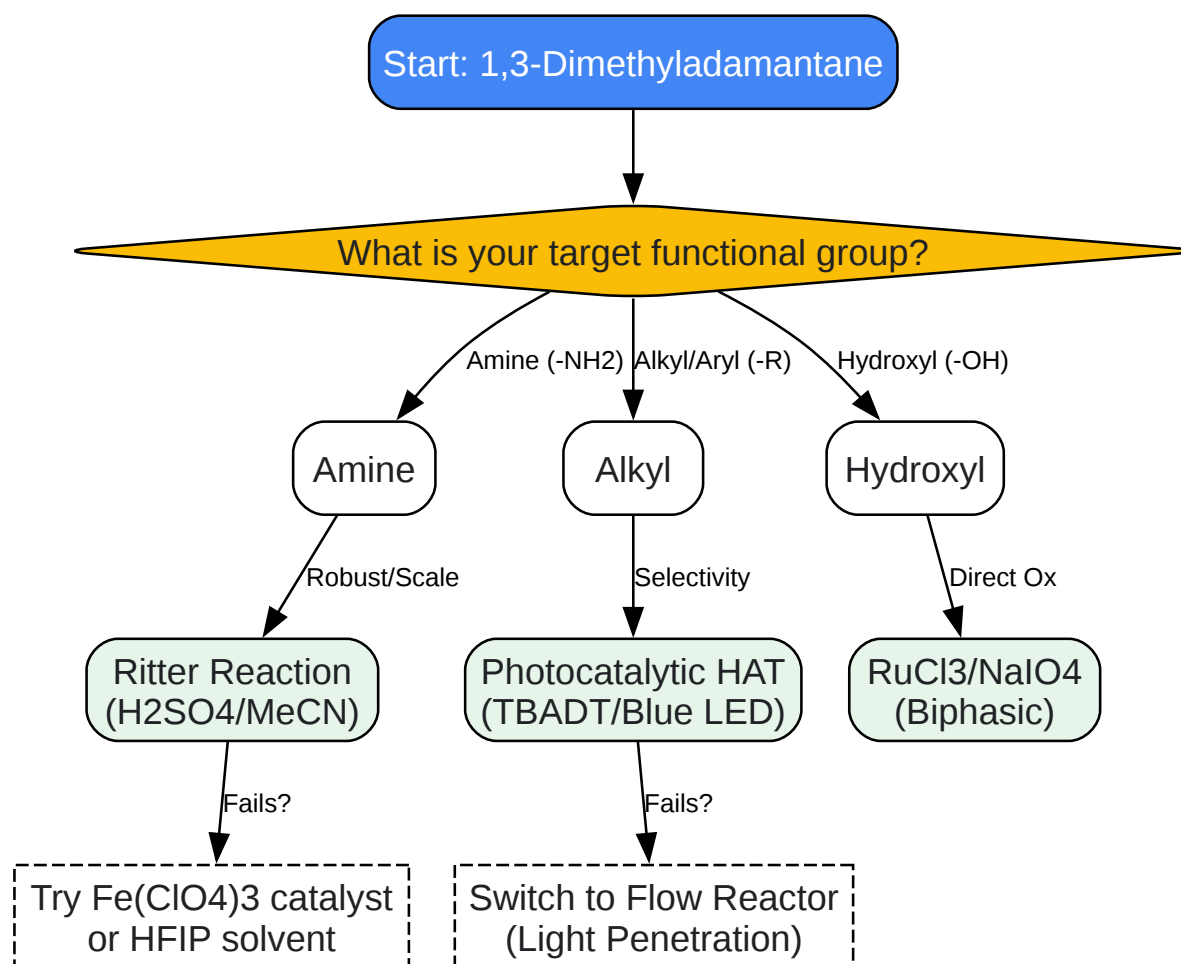 Start: 1,3-Dimethyladamantane
What is your target functional group?
Amine (-NH2)
Alkyl/Aryl (-R)
Hydroxyl (-OH)
Amine
Alkyl
Hydroxyl
Robust/Scale
Selectivity
Direct Ox
Ritter Reaction
(H2SO4/MeCN)
Photocatalytic HAT
(TBADT/Blue LED)
RuCl3/NaIO4
(Biphasic)
Fails?
Fails?
Try Fe(ClO4)3 catalyst
or HFIP solvent
Switch to Flow Reactor
(Light Penetration)